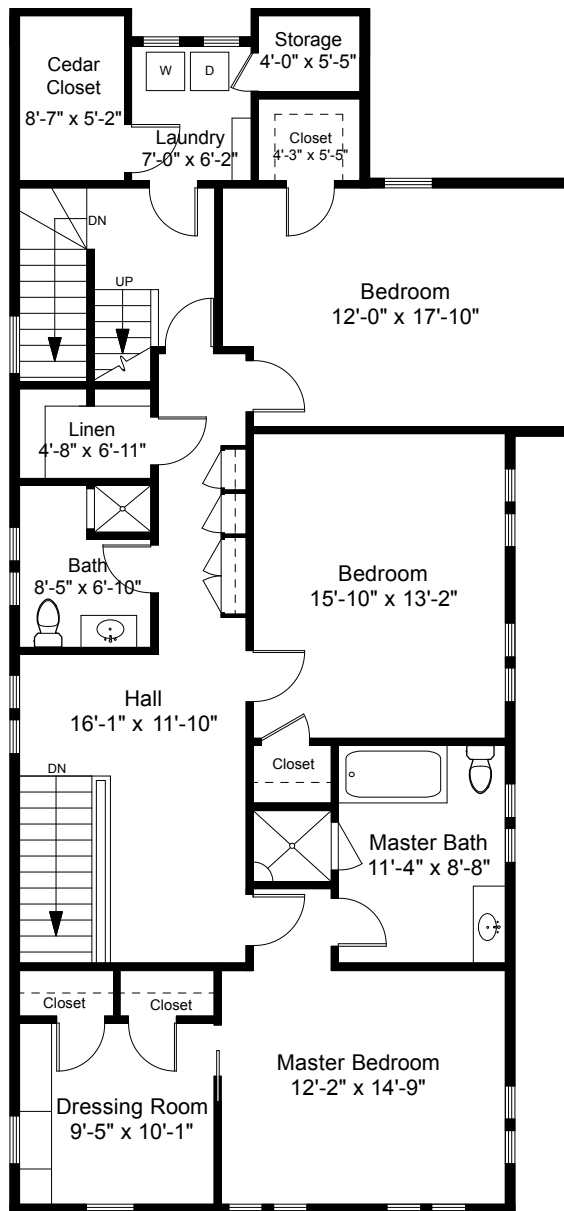 Storage
4'-0" x 5'-5"
Cedar
Closet
8'-7" x 5'-2"
W
D
Laundry
7'-0" x 6'-2"
Closet
4'-3" x 5'-5"
DN
UP
Bedroom
12'-0" x 17'-10"
Linen
4'-8" x 6'-11"
Bath
8'-5" x 6'-10"
Bedroom
15'-10" x 13'-2"
Hall
16'-1" x 11'-10"
DN
Closet
Master Bath
11'-4" x 8'-8"
Closet
Closet
Master Bedroom
12'-2" x 14'-9"
Dressing Room
9'-5" x 10'-1"